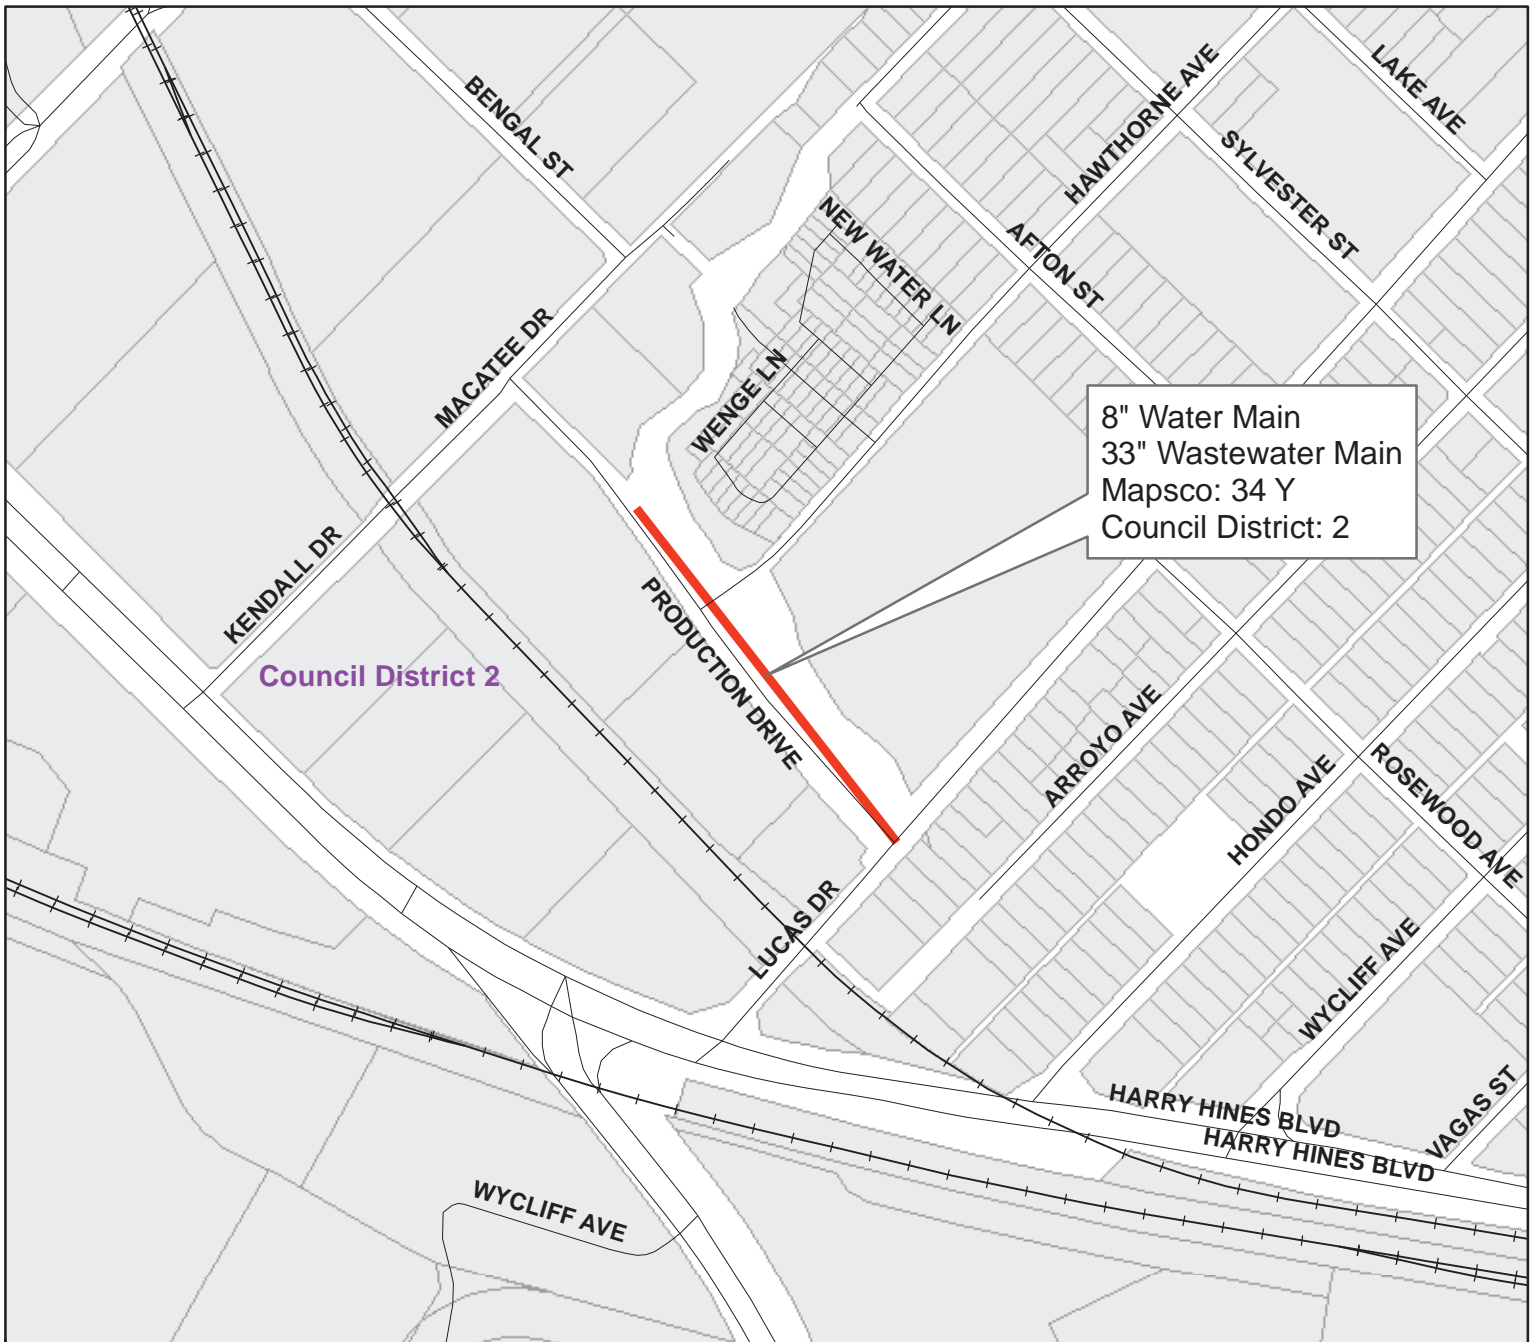 LAKE AVE
HAWTHORNE AVE
BENGAL ST
SYLVESTER ST
NEW WATER LN
AFTON ST
MACATEE DR
WENGE LN
8" Water Main
33" Wastewater Main
Mapsco: 34 Y
Council District: 2
KENDALL DR
PRODUCTION DRIVE
Council District 2
ARROYO AVE
HONDO AVE
ROSEWOOD AVE
LUCAS DR
WYCLIFF AVE
HARRY HINES BLVD
HARRY HINES BLVD
VAGAS ST
WYCLIFF AVE